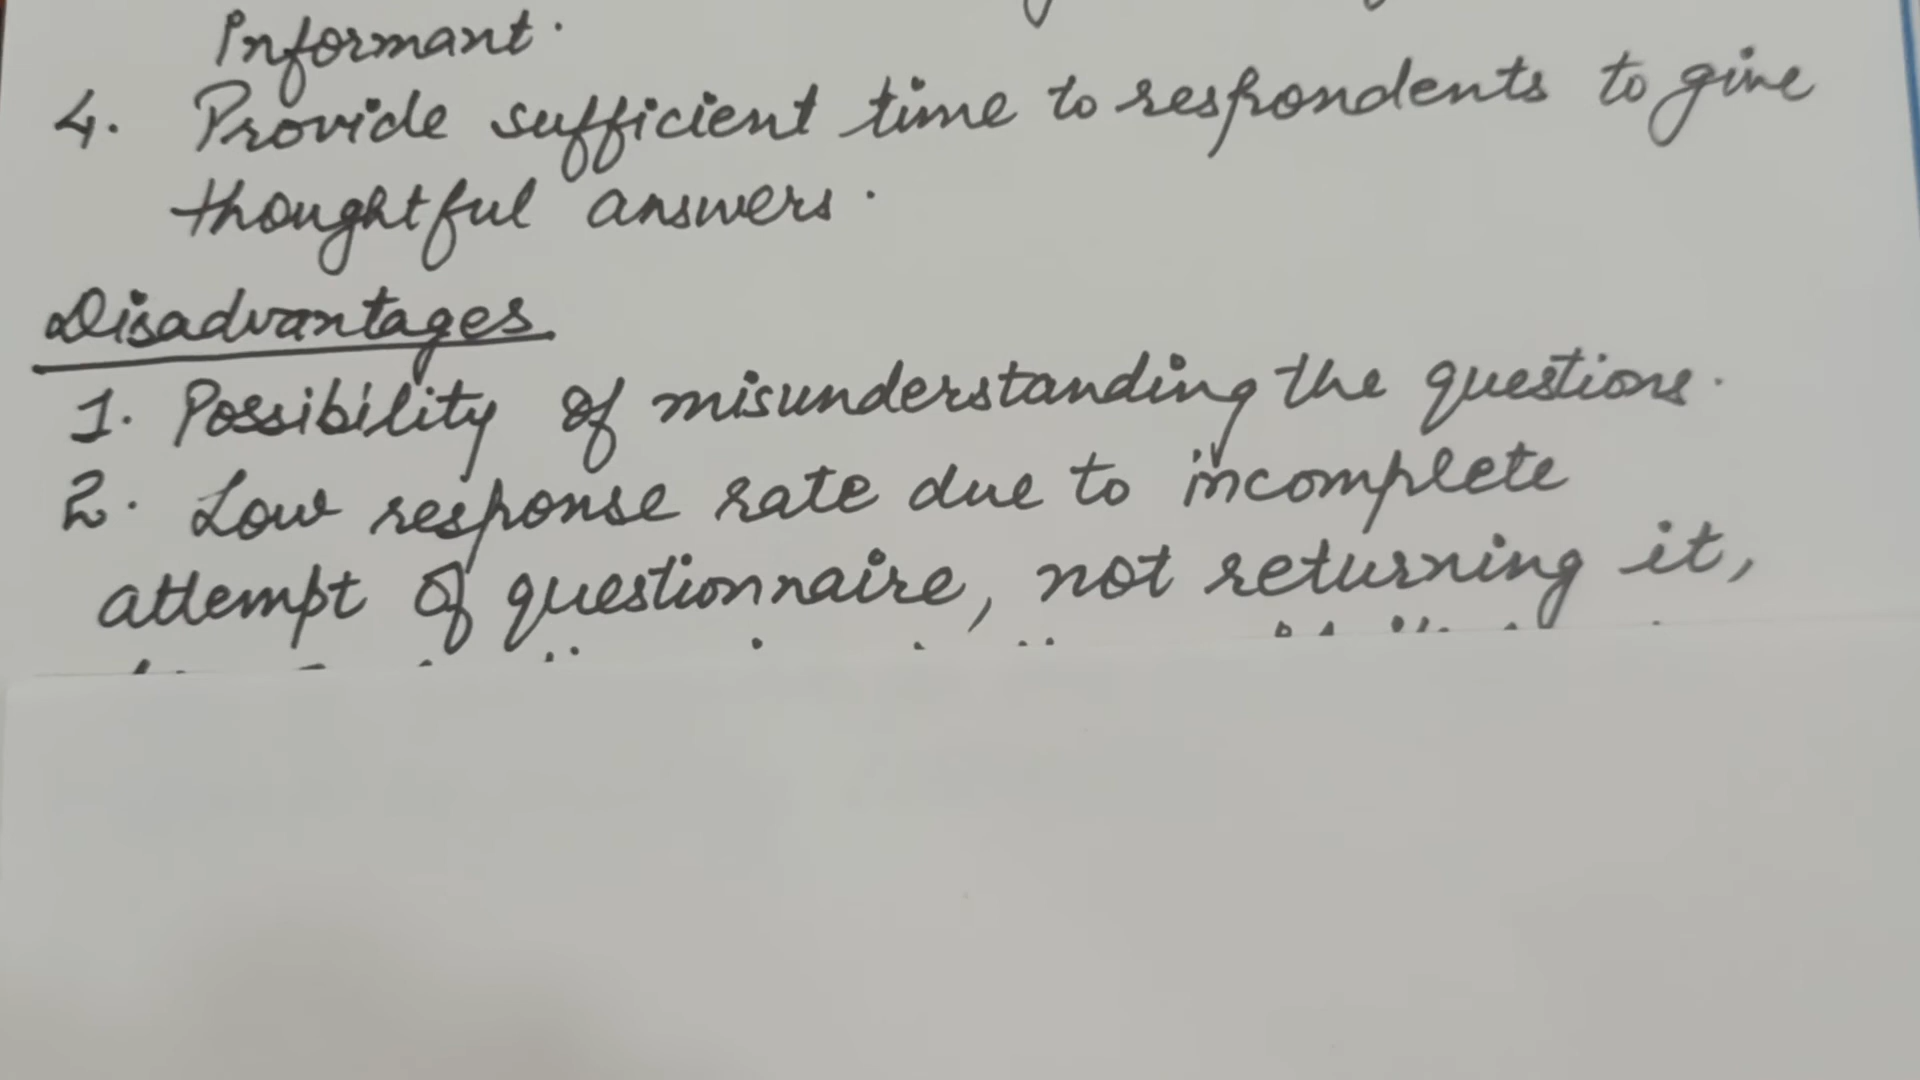 Informant.
4. Provide sufficient time to respondents to give
thoughtful answers.
Disadvantages
1. Possibility of misunderstanding the questions.
2. Low response rate due to incomplete
attempt of questionnaire, not returning it,